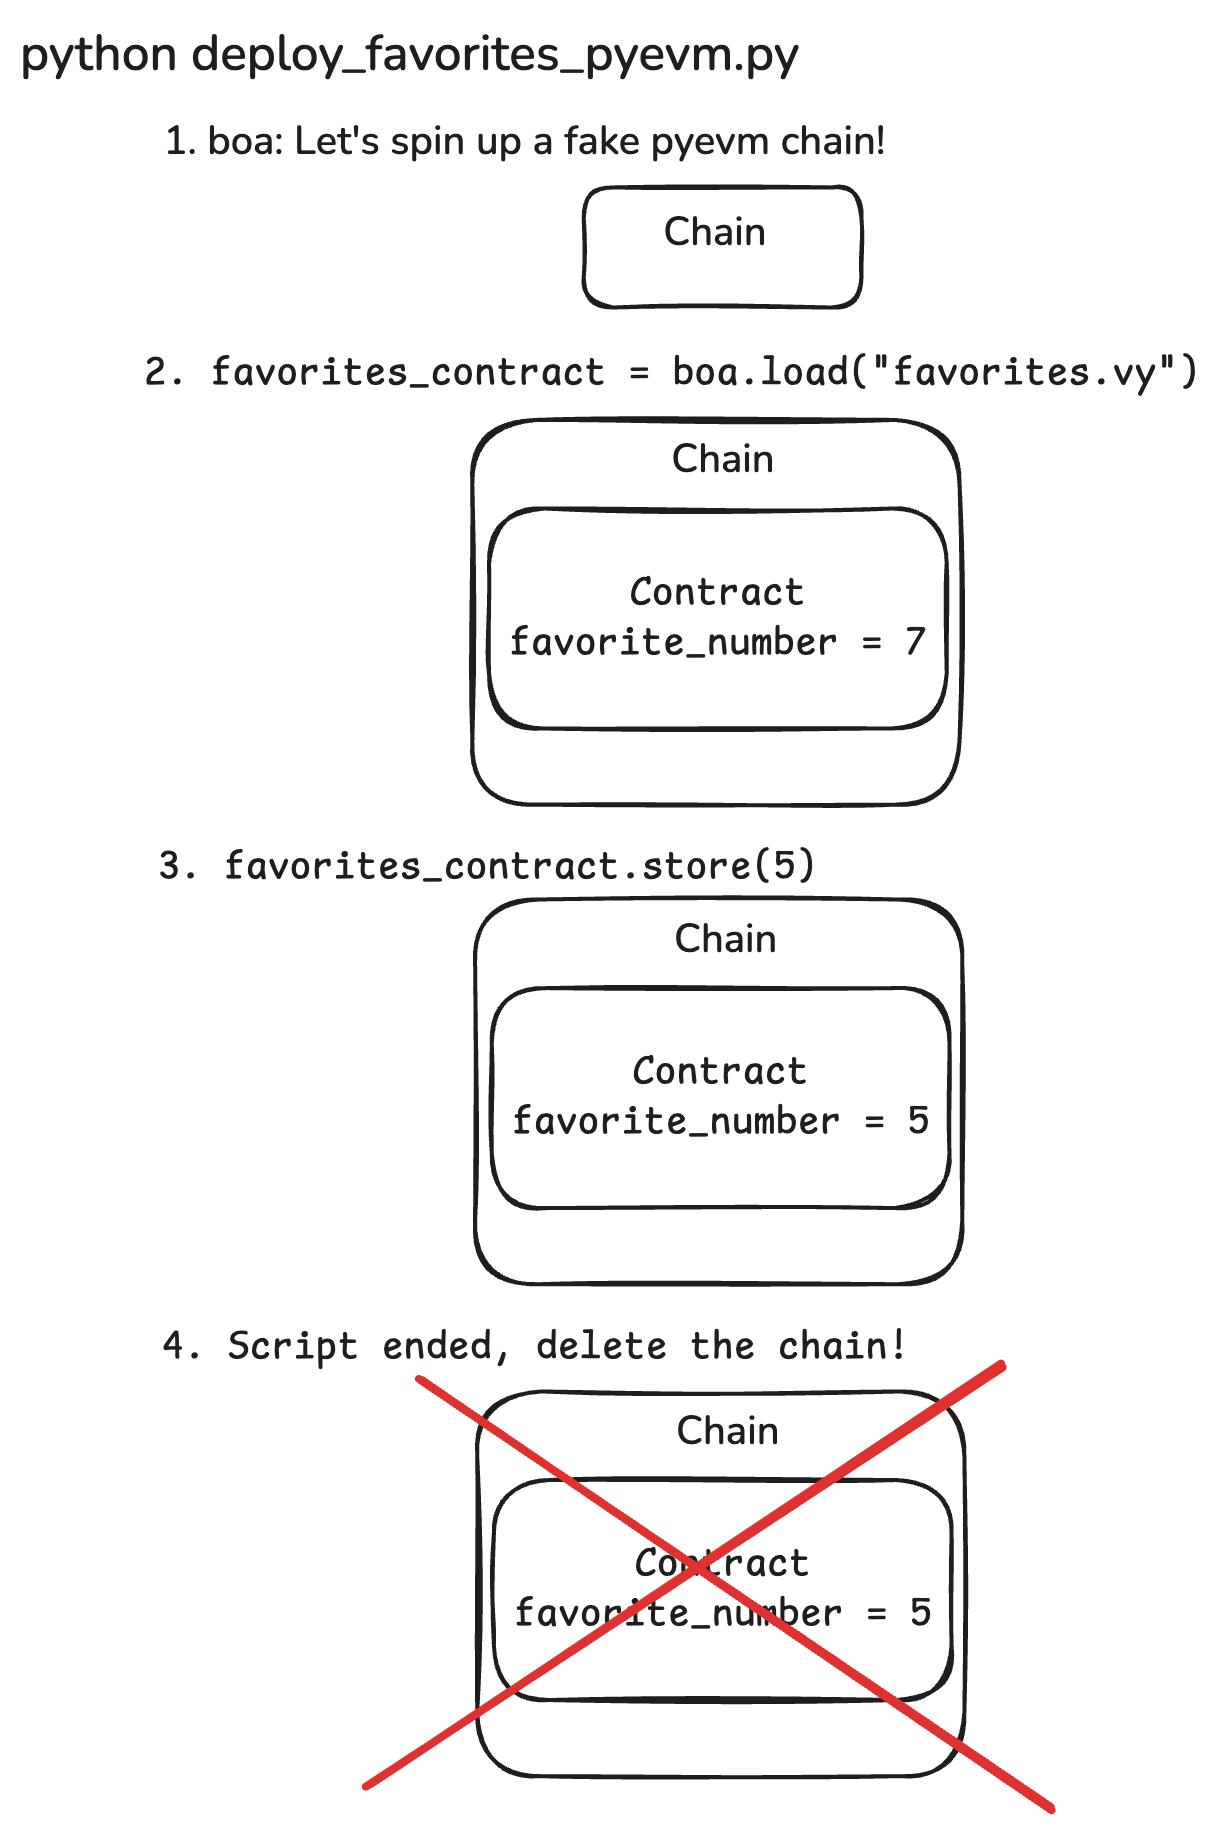 python deploy_favorites_pyevm.py
1. boa: Let's spin up a fake pyevm chain!
Chain
2. favorites_contract = boa.load("favorites.vy")
Chain
Contract
favorite_number = 7
3. favorites_contract.store(5)
Chain
Contract
favorite_number = 5
4. Script ended, delete the chain!
Chain
Contract
favorite_number = 5